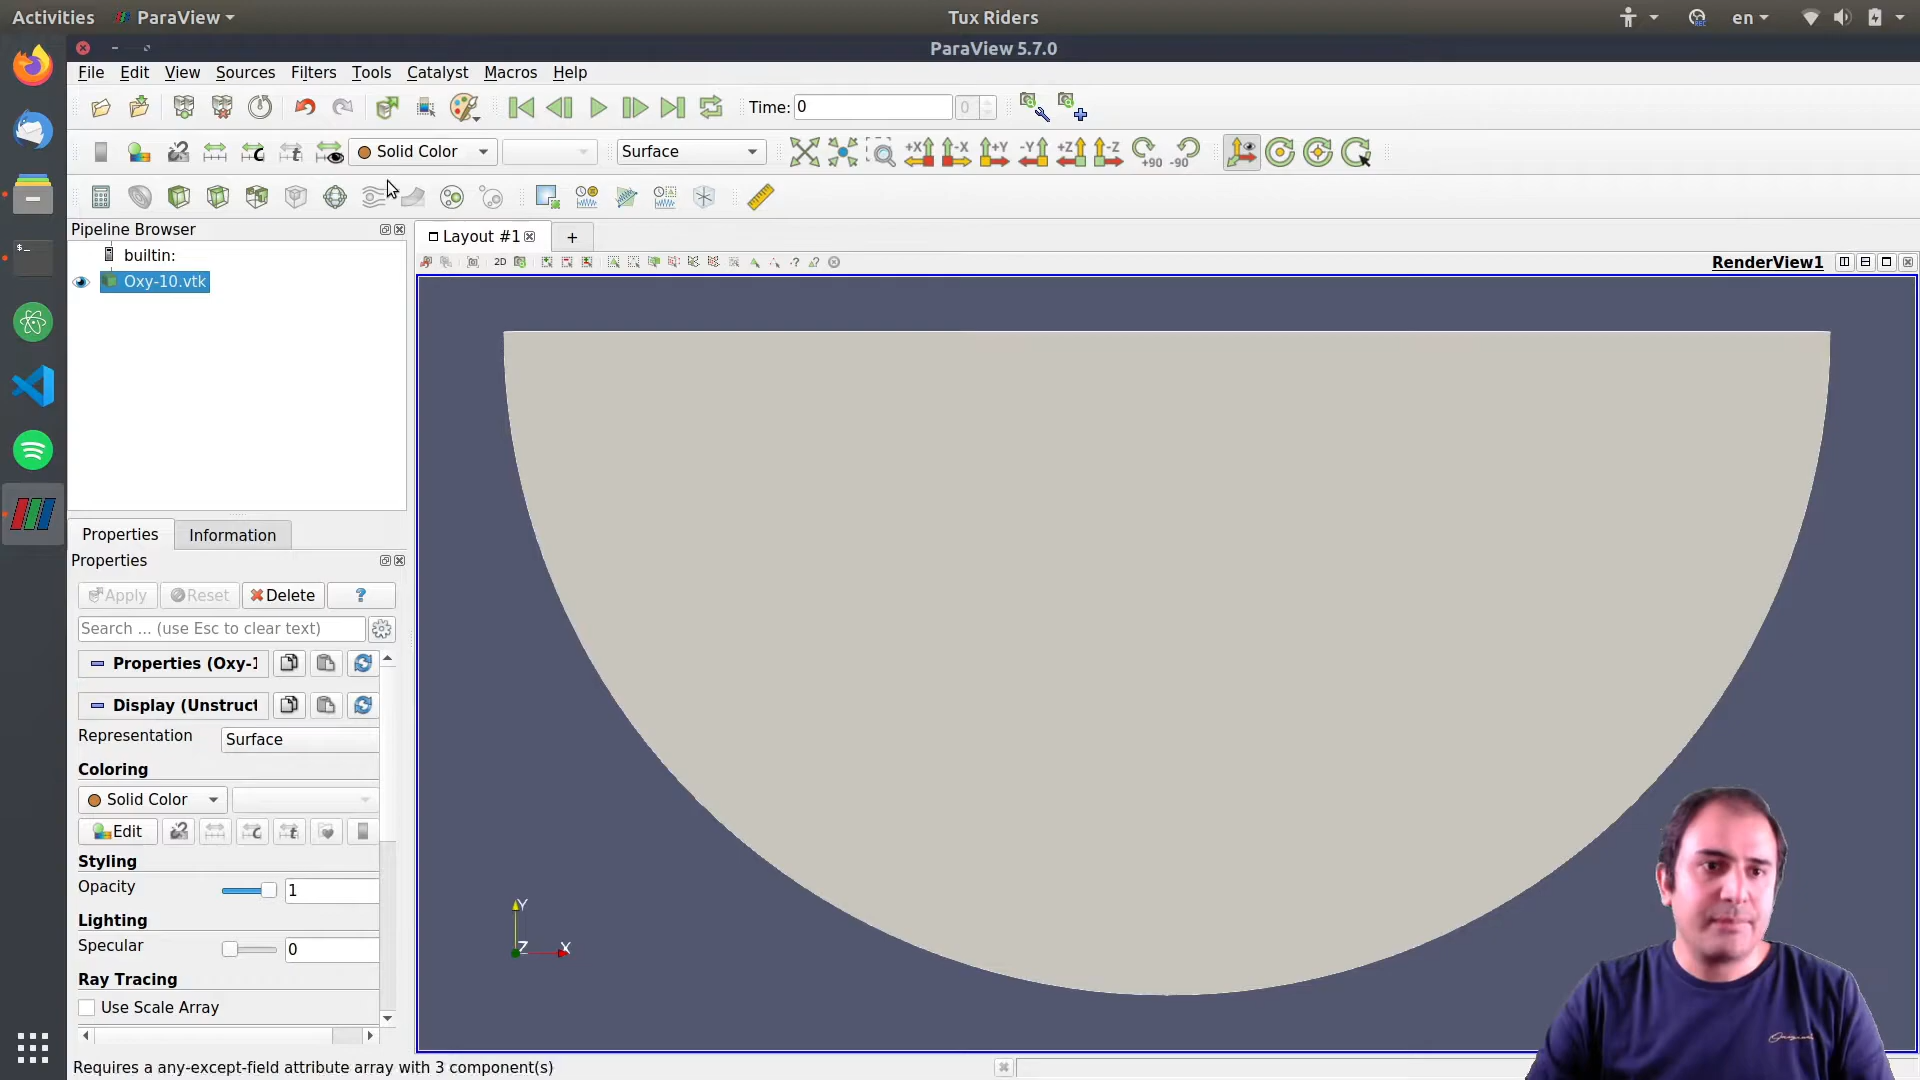 Activities ParaView Tux Riders en
ParaView 5.7.0
File Edit View Sources Filters Tools Catalyst Macros Help
Time: 0 0
Solid Color Surface +X -X +Y -Y +Z -Z +90 -90
Pipeline Browser
Layout #1 +
builtin:
2D RenderView1
Oxy-10.vtk
Properties Information
Properties
Apply Reset Delete ?
Search ... (use Esc to clear text)
Properties (Oxy-1
Display (Unstruct
Representation Surface
Coloring
Solid Color
Edit
Styling
Opacity 1
Lighting
Specular 0
Ray Tracing
Use Scale Array
Y
Z X
Requires a any-except-field attribute array with 3 component(s)